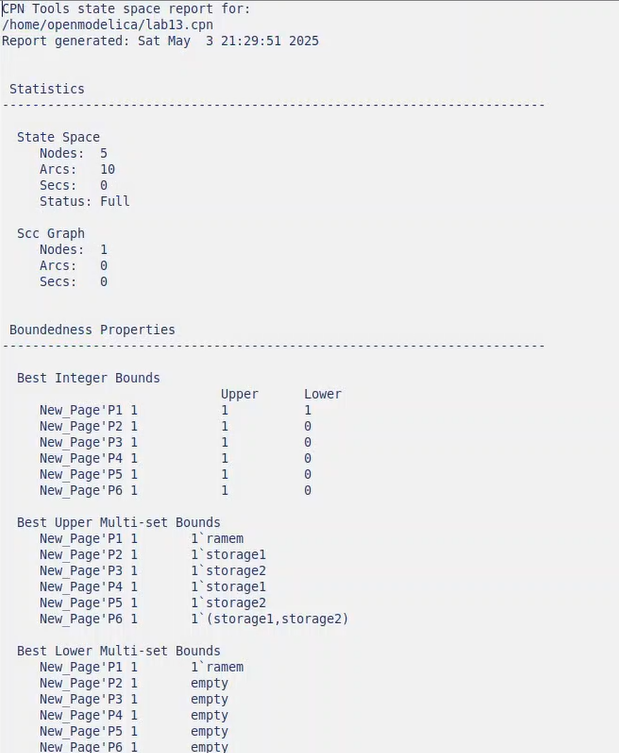 CPN Tools state space report for:
/home/openmodelica/lab13.cpn
Report generated: Sat May  3 21:29:51 2025
Statistics
------------------------------------------------------------------------
State Space
Nodes:  5
Arcs:   10
Secs:   0
Status: Full
Scc Graph
Nodes:  1
Arcs:   0
Secs:   0
Boundedness Properties
------------------------------------------------------------------------
Best Integer Bounds
Upper      Lower
New_Page'P1 1           1          1
New_Page'P2 1           1          0
New_Page'P3 1           1          0
New_Page'P4 1           1          0
New_Page'P5 1           1          0
New_Page'P6 1           1          0
Best Upper Multi-set Bounds
New_Page'P1 1       1`ramem
New_Page'P2 1       1`storage1
New_Page'P3 1       1`storage2
New_Page'P4 1       1`storage1
New_Page'P5 1       1`storage2
New_Page'P6 1       1`(storage1,storage2)
Best Lower Multi-set Bounds
New_Page'P1 1       1`ramem
New_Page'P2 1       empty
New_Page'P3 1       empty
New_Page'P4 1       empty
New_Page'P5 1       empty
New_Page'P6 1       empty